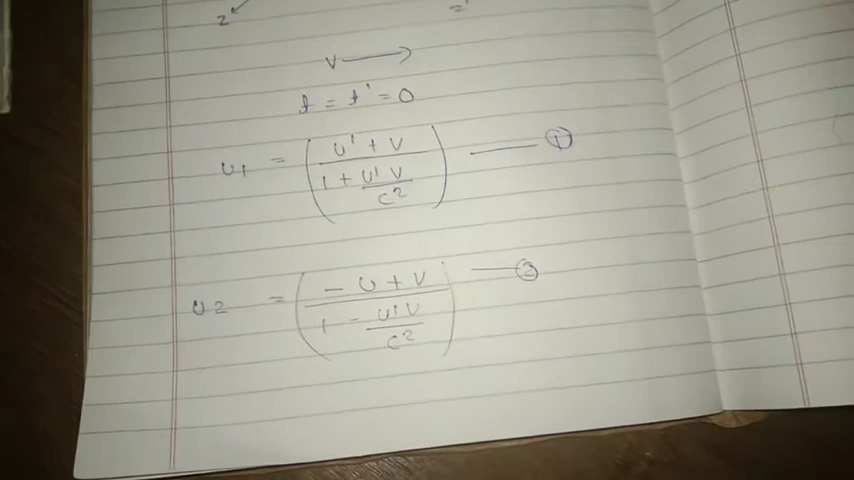 z z'
v →
t = t' = 0
u1 = ( u' + v / 1 + u'v / c² ) —— ①
u2 = ( - u + v / 1 - u'v / c² ) —— ②